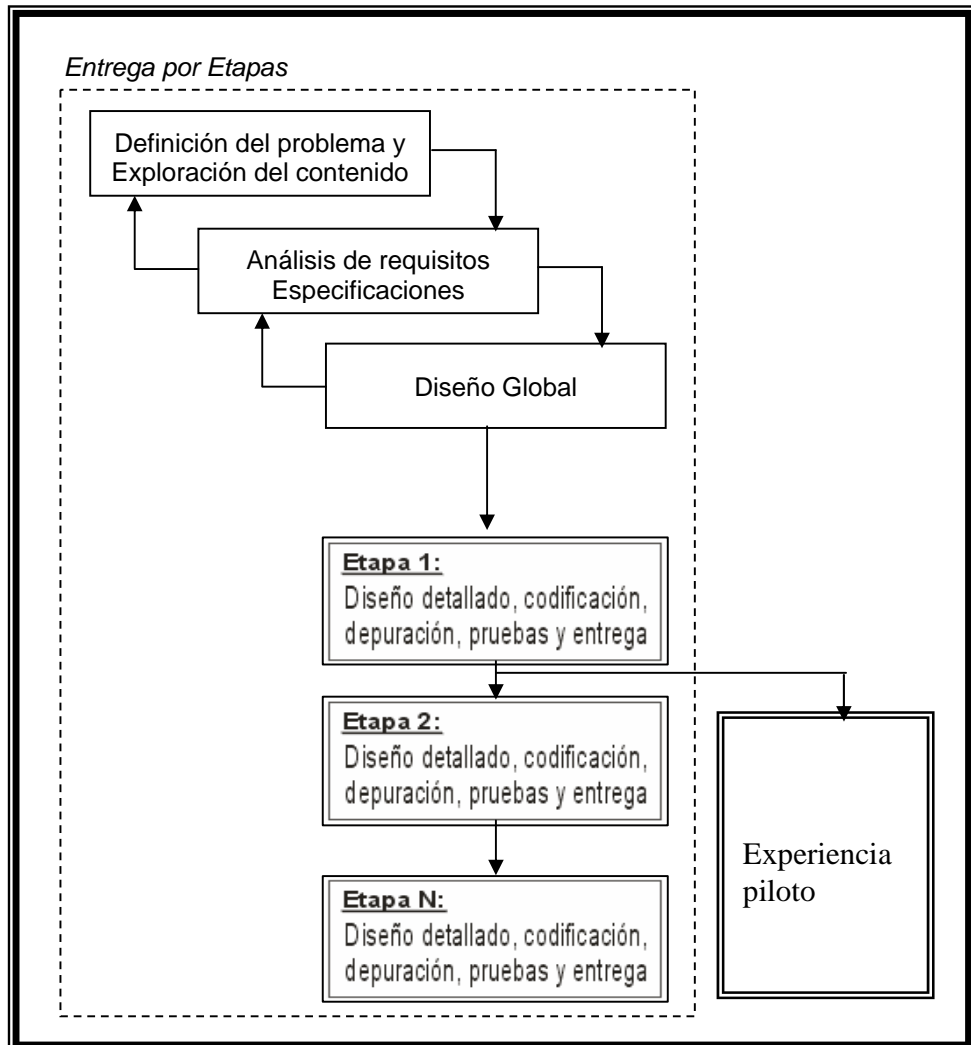 Entrega por Etapas
Definición del problema y
Exploración del contenido
Análisis de requisitos
Especificaciones
Diseño Global
Etapa 1:
Diseño detallado, codificación,
depuración, pruebas y entrega
Etapa 2:
Diseño detallado, codificación,
depuración, pruebas y entrega
Experiencia
piloto
Etapa N:
Diseño detallado, codificación,
depuración, pruebas y entrega